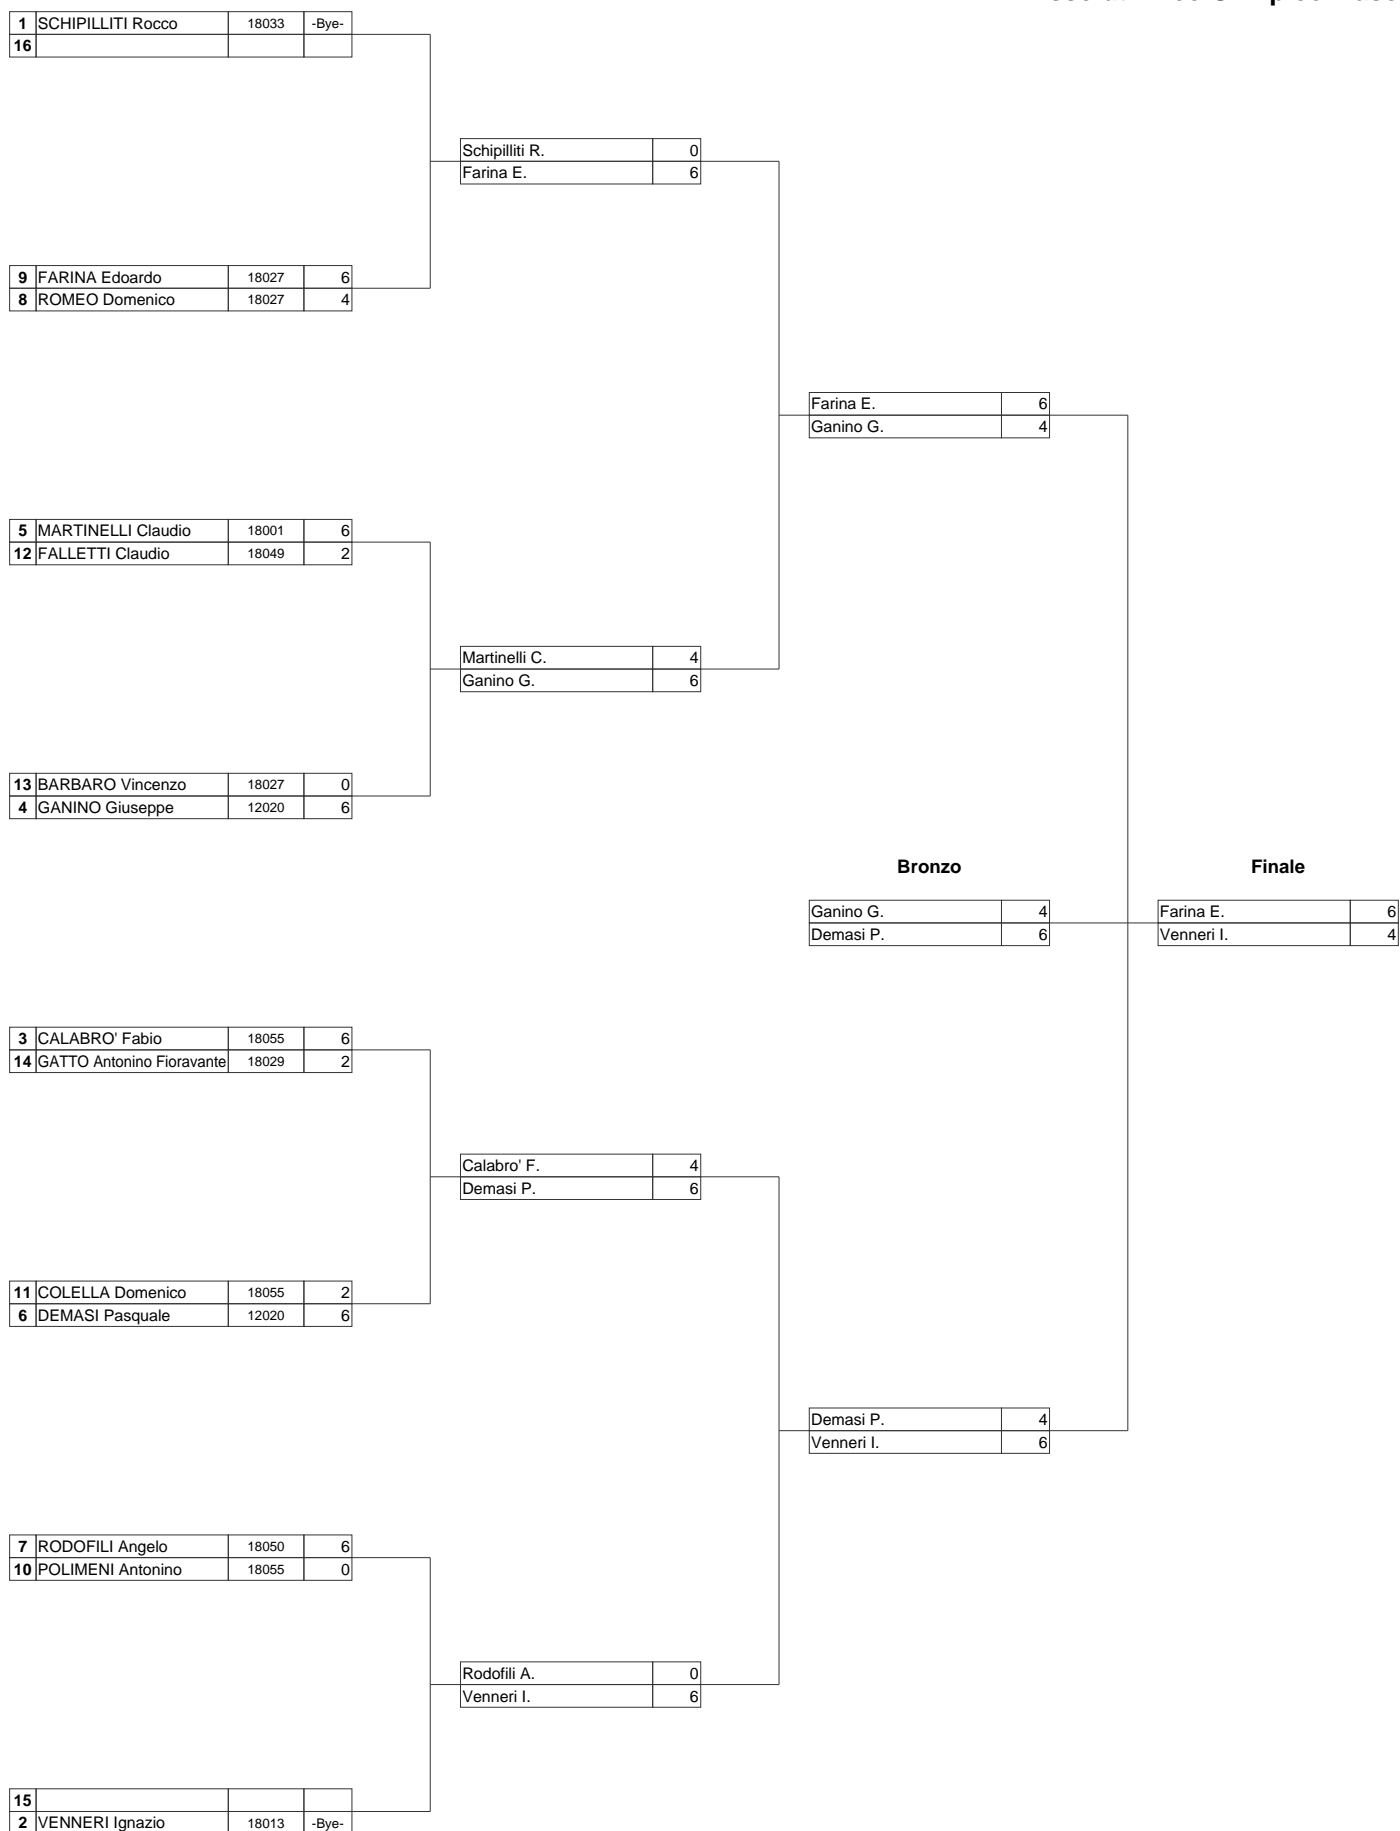 1 SCHIPILLITI Rocco 18033 -Bye-
16
Schipilliti R. 0
Farina E. 6
9 FARINA Edoardo 18027 6
8 ROMEO Domenico 18027 4
Farina E. 6
Ganino G. 4
5 MARTINELLI Claudio 18001 6
12 FALLETTI Claudio 18049 2
Martinelli C. 4
Ganino G. 6
13 BARBARO Vincenzo 18027 0
4 GANINO Giuseppe 12020 6
Bronzo Finale
Ganino G. 4 Farina E. 6
Demasi P. 6 Venneri I. 4
3 CALABRO' Fabio 18055 6
14 GATTO Antonino Fioravante 18029 2
Calabro' F. 4
Demasi P. 6
11 COLELLA Domenico 18055 2
6 DEMASI Pasquale 12020 6
Demasi P. 4
Venneri I. 6
7 RODOFILI Angelo 18050 6
10 POLIMENI Antonino 18055 0
Rodofili A. 0
Venneri I. 6
15
2 VENNERI Ignazio 18013 -Bye-